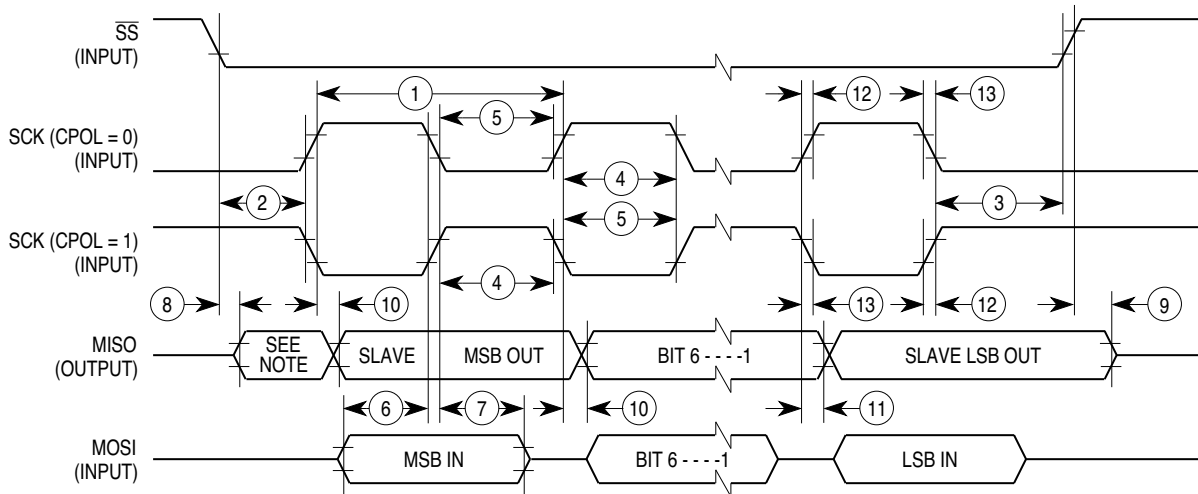 SS
(INPUT)
1
12
13
5
SCK (CPOL = 0)
(INPUT)
4
2
3
5
SCK (CPOL = 1)
(INPUT)
4
8
10
13
12
9
MISO
(OUTPUT)
SEE
NOTE
SLAVE
MSB OUT
BIT 6 - - - -1
SLAVE LSB OUT
6
7
10
11
MOSI
(INPUT)
MSB IN
BIT 6 - - - -1
LSB IN